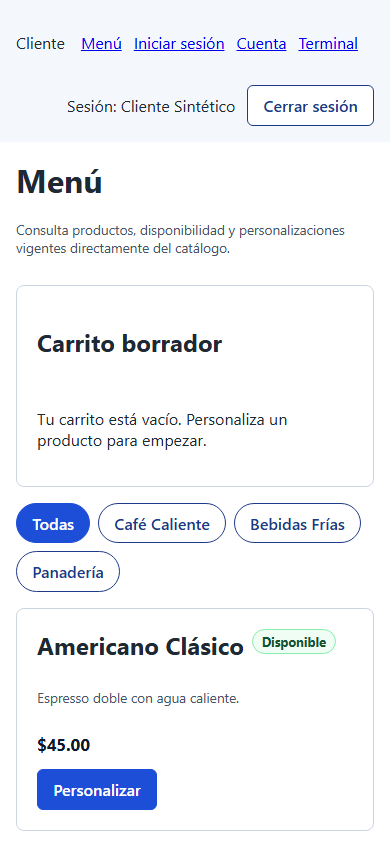 Cliente Menú Iniciar sesión Cuenta Terminal
Sesión: Cliente Sintético Cerrar sesión
Menú
Consulta productos, disponibilidad y personalizaciones
vigentes directamente del catálogo.
Carrito borrador
Tu carrito está vacío. Personaliza un
producto para empezar.
Todas Café Caliente Bebidas Frías
Panadería
Americano Clásico Disponible
Espresso doble con agua caliente.
$45.00
Personalizar